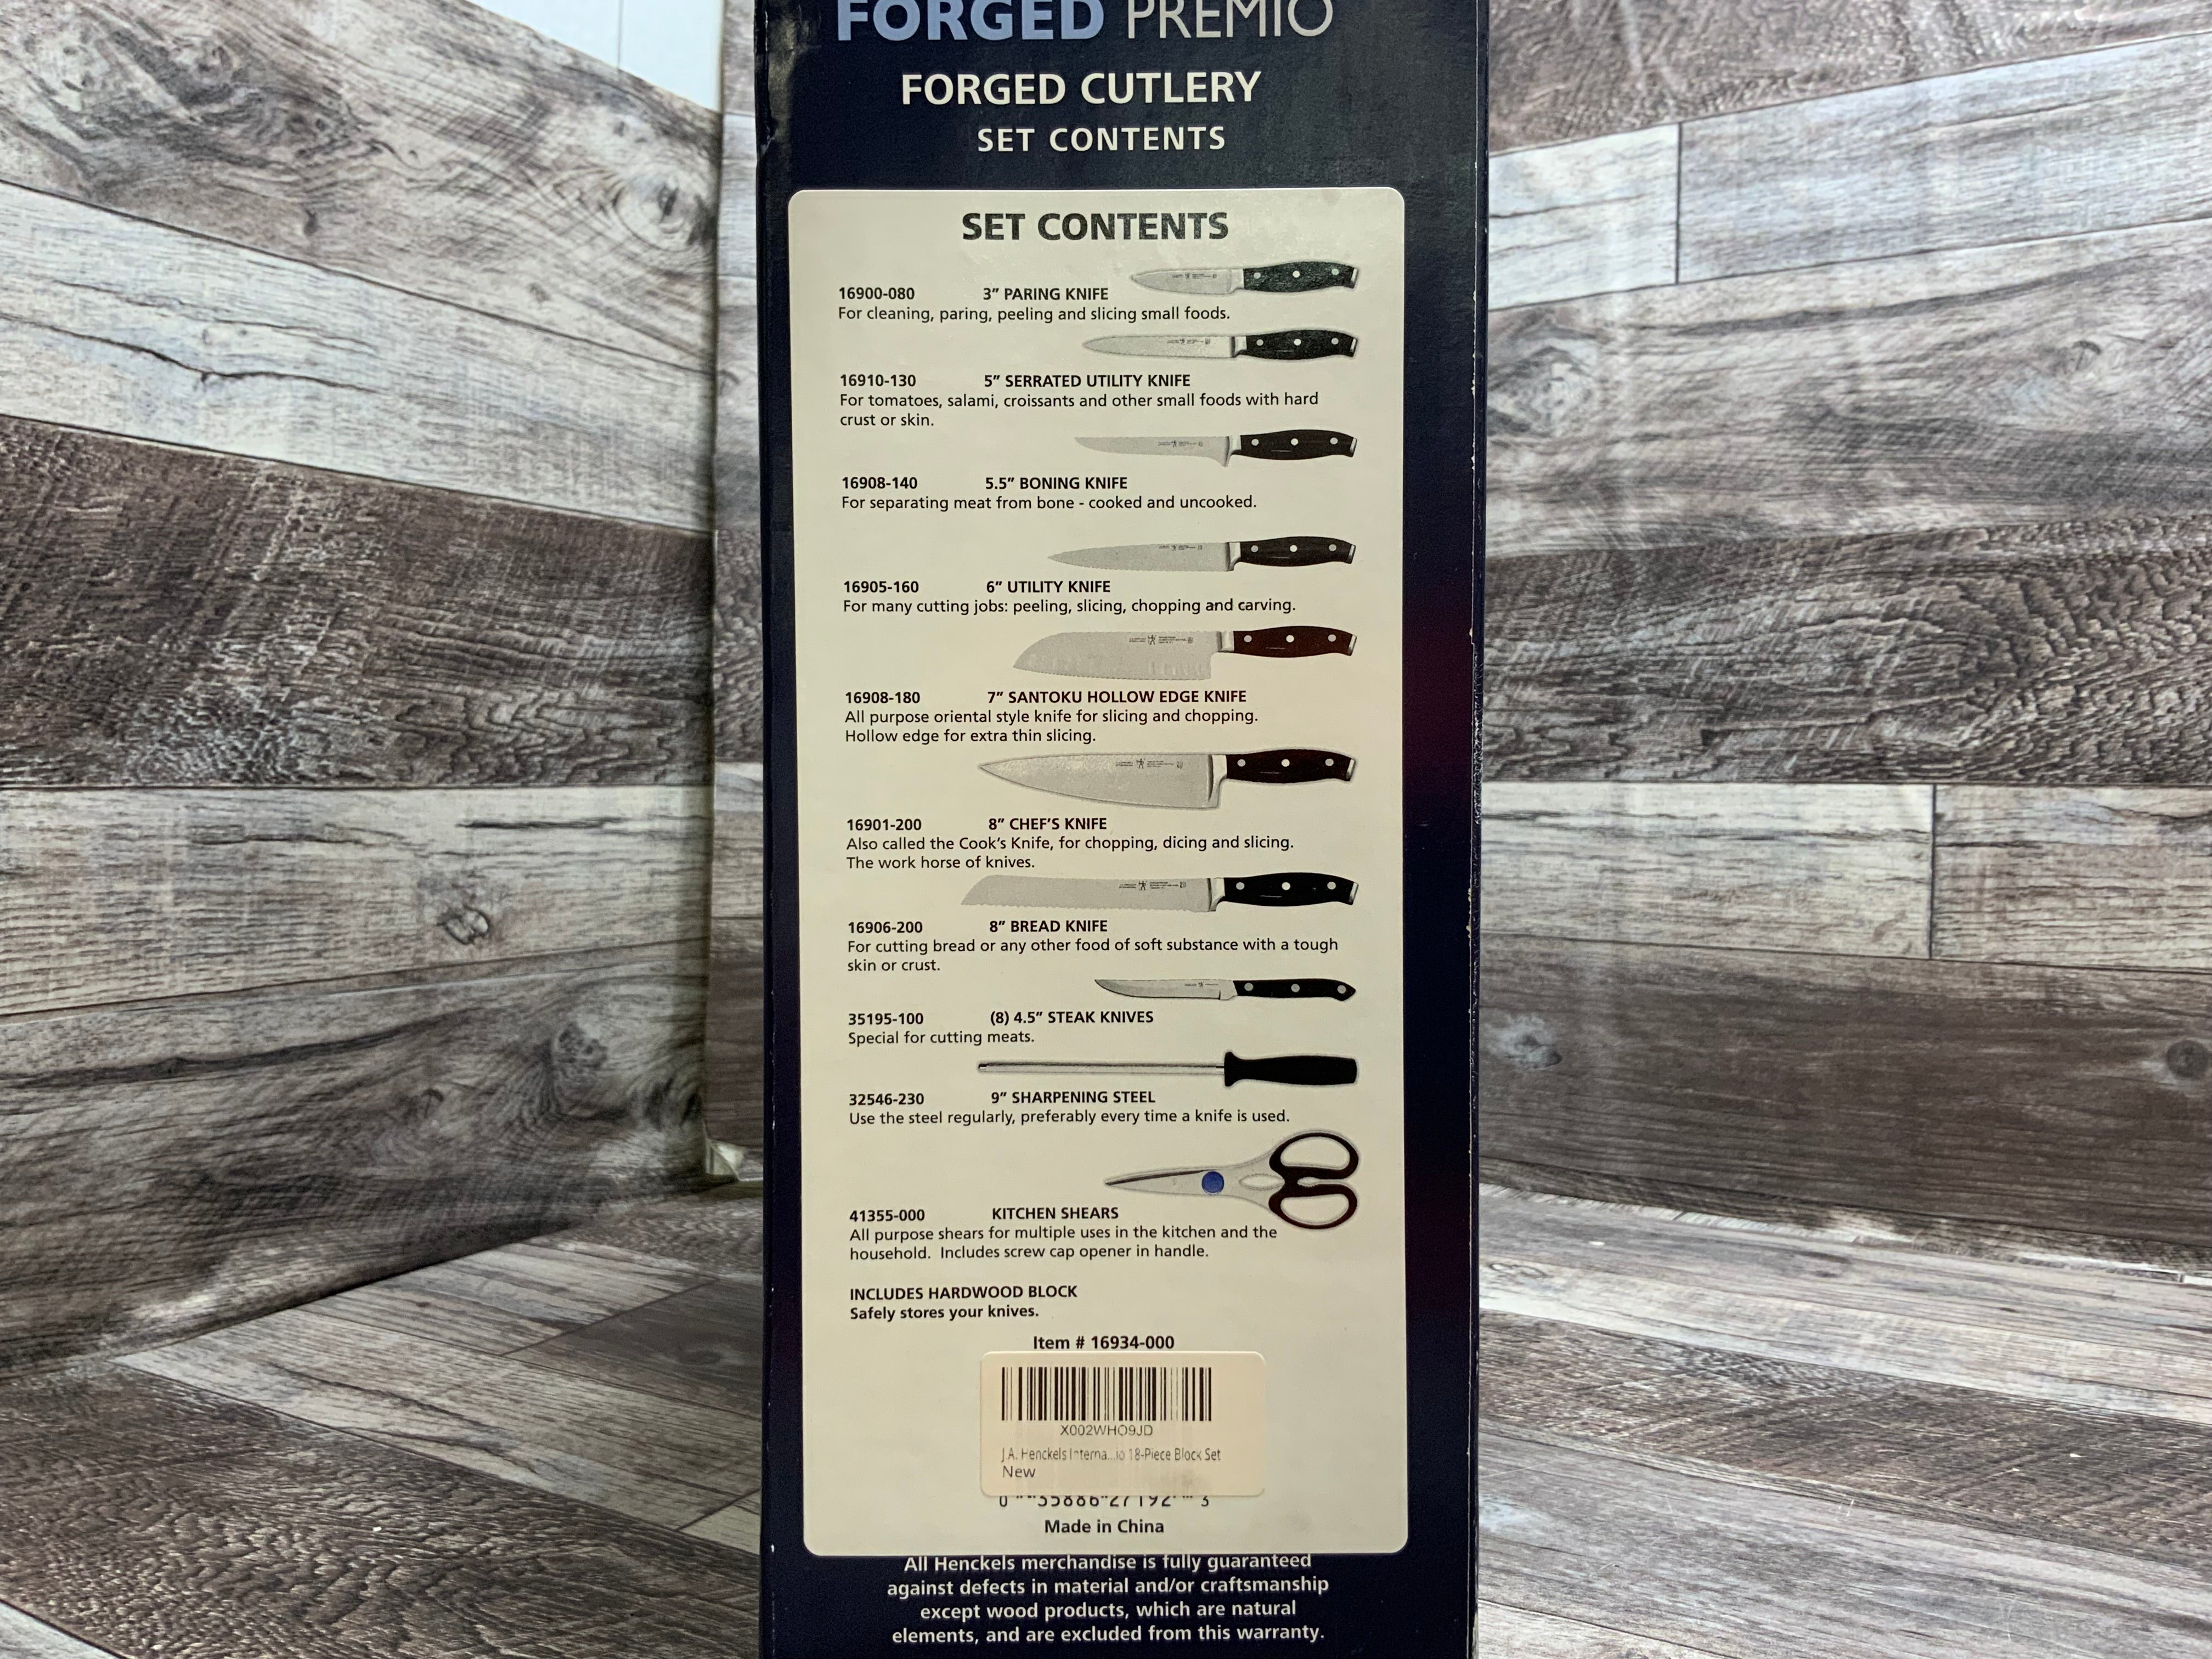 FORGED PREMIO
FORGED CUTLERY
SET CONTENTS
SET CONTENTS
16900-080 3” PARING KNIFE
For cleaning, paring, peeling and slicing small foods.
16910-130 5” SERRATED UTILITY KNIFE
For tomatoes, salami, croissants and other small foods with hard
crust or skin.
16908-140 5.5” BONING KNIFE
For separating meat from bone - cooked and uncooked.
16905-160 6” UTILITY KNIFE
For many cutting jobs: peeling, slicing, chopping and carving.
16908-180 7” SANTOKU HOLLOW EDGE KNIFE
All purpose oriental style knife for slicing and chopping.
Hollow edge for extra thin slicing.
16901-200 8” CHEF’S KNIFE
Also called the Cook’s Knife, for chopping, dicing and slicing.
The work horse of knives.
16906-200 8” BREAD KNIFE
For cutting bread or any other food of soft substance with a tough
skin or crust.
35195-100 (8) 4.5” STEAK KNIVES
Special for cutting meats.
32546-230 9” SHARPENING STEEL
Use the steel regularly, preferably every time a knife is used.
41355-000 KITCHEN SHEARS
All purpose shears for multiple uses in the kitchen and the
household. Includes screw cap opener in handle.
INCLUDES HARDWOOD BLOCK
Safely stores your knives.
Item # 16934-000
X002WHO9JD
J.A. Henckels Interna...io 18-Piece Block Set
New
0 35886 27192 3
Made in China
All Henckels merchandise is fully guaranteed
against defects in material and/or craftsmanship
except wood products, which are natural
elements, and are excluded from this warranty.